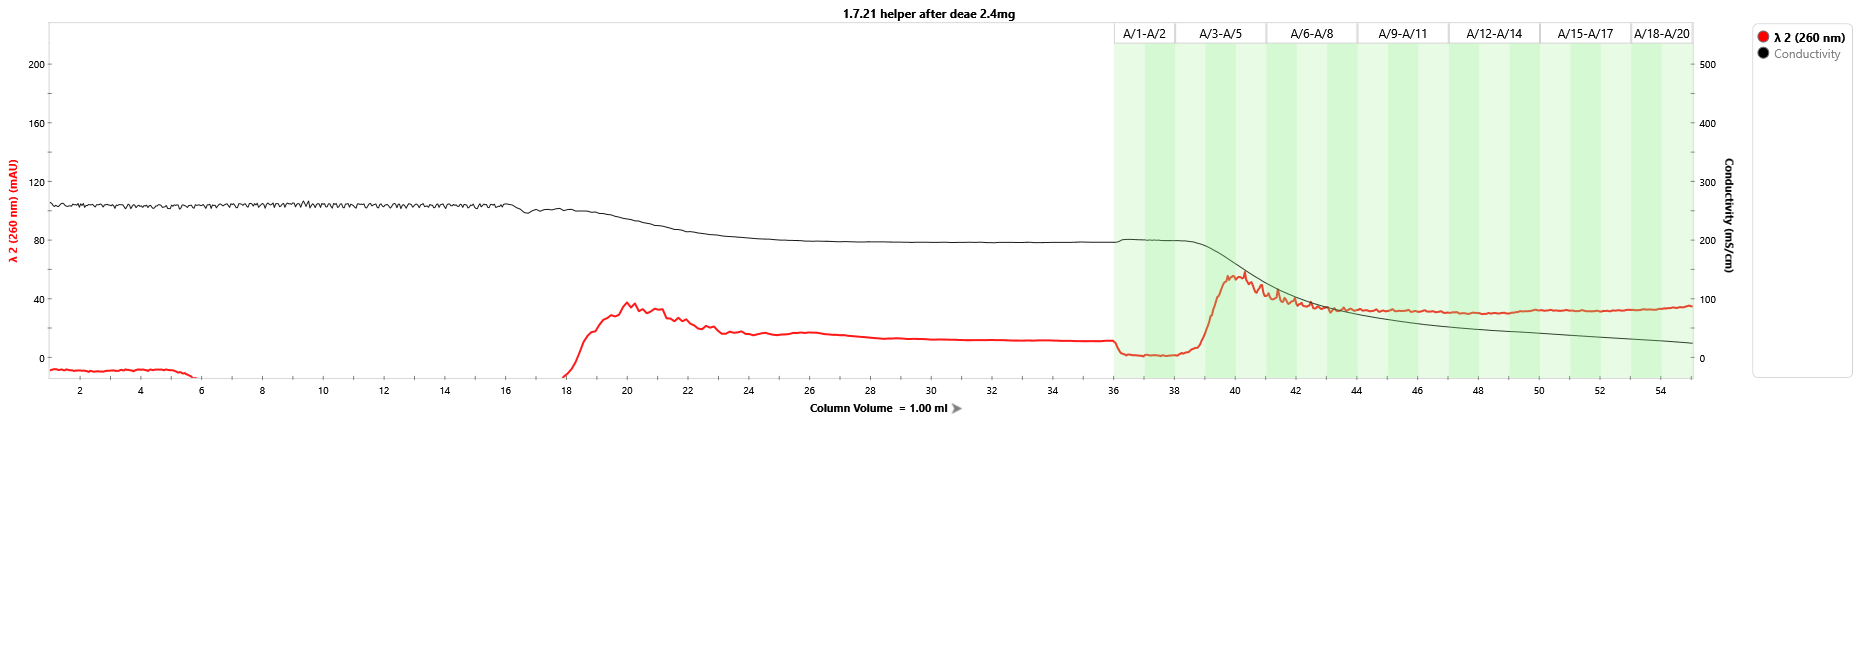 1.7.21 helper after deae 2.4mg
A/1-A/2 A/3-A/5 A/6-A/8 A/9-A/11 A/12-A/14 A/15-A/17 A/18-A/20
λ 2 (260 nm)
Conductivity
200 500
160 400
120 300
80 200
40 100
0 0
λ 2 (260 nm) (mAU)
Conductivity (mS/cm)
2 4 6 8 10 12 14 16 18 20 22 24 26 28 30 32 34 36 38 40 42 44 46 48 50 52 54
Column Volume = 1.00 ml